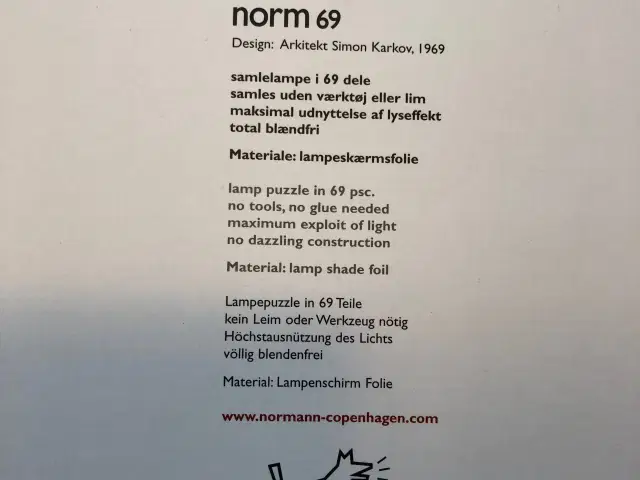 norm 69
Design: Arkitekt Simon Karkov, 1969
samlelampe i 69 dele
samles uden værktøj eller lim
maksimal udnyttelse af lyseffekt
total blændfri
Materiale: lampeskærmsfolie
lamp puzzle in 69 psc.
no tools, no glue needed
maximum exploit of light
no dazzling construction
Material: lamp shade foil
Lampepuzzle in 69 Teile
kein Leim oder Werkzeug nötig
Höchstausnützung des Lichts
völlig blendenfrei
Material: Lampenschirm Folie
www.normann-copenhagen.com